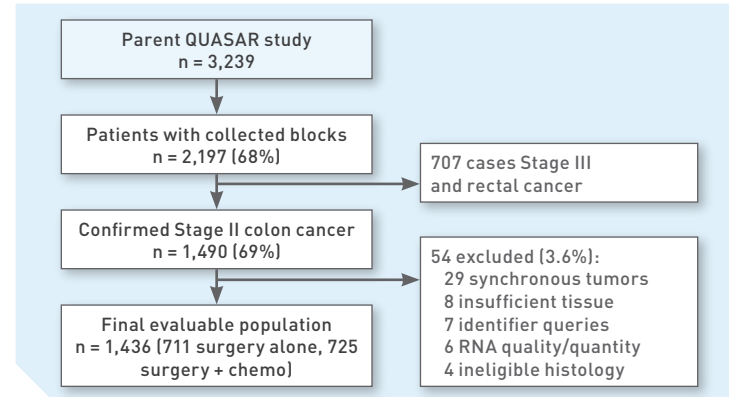 Parent QUASAR study
n = 3,239
Patients with collected blocks
n = 2,197 (68%)
707 cases Stage III
and rectal cancer
Confirmed Stage II colon cancer
n = 1,490 (69%)
54 excluded (3.6%):
29 synchronous tumors
8 insufficient tissue
7 identifier queries
6 RNA quality/quantity
4 ineligible histology
Final evaluable population
n = 1,436 (711 surgery alone, 725
surgery + chemo)